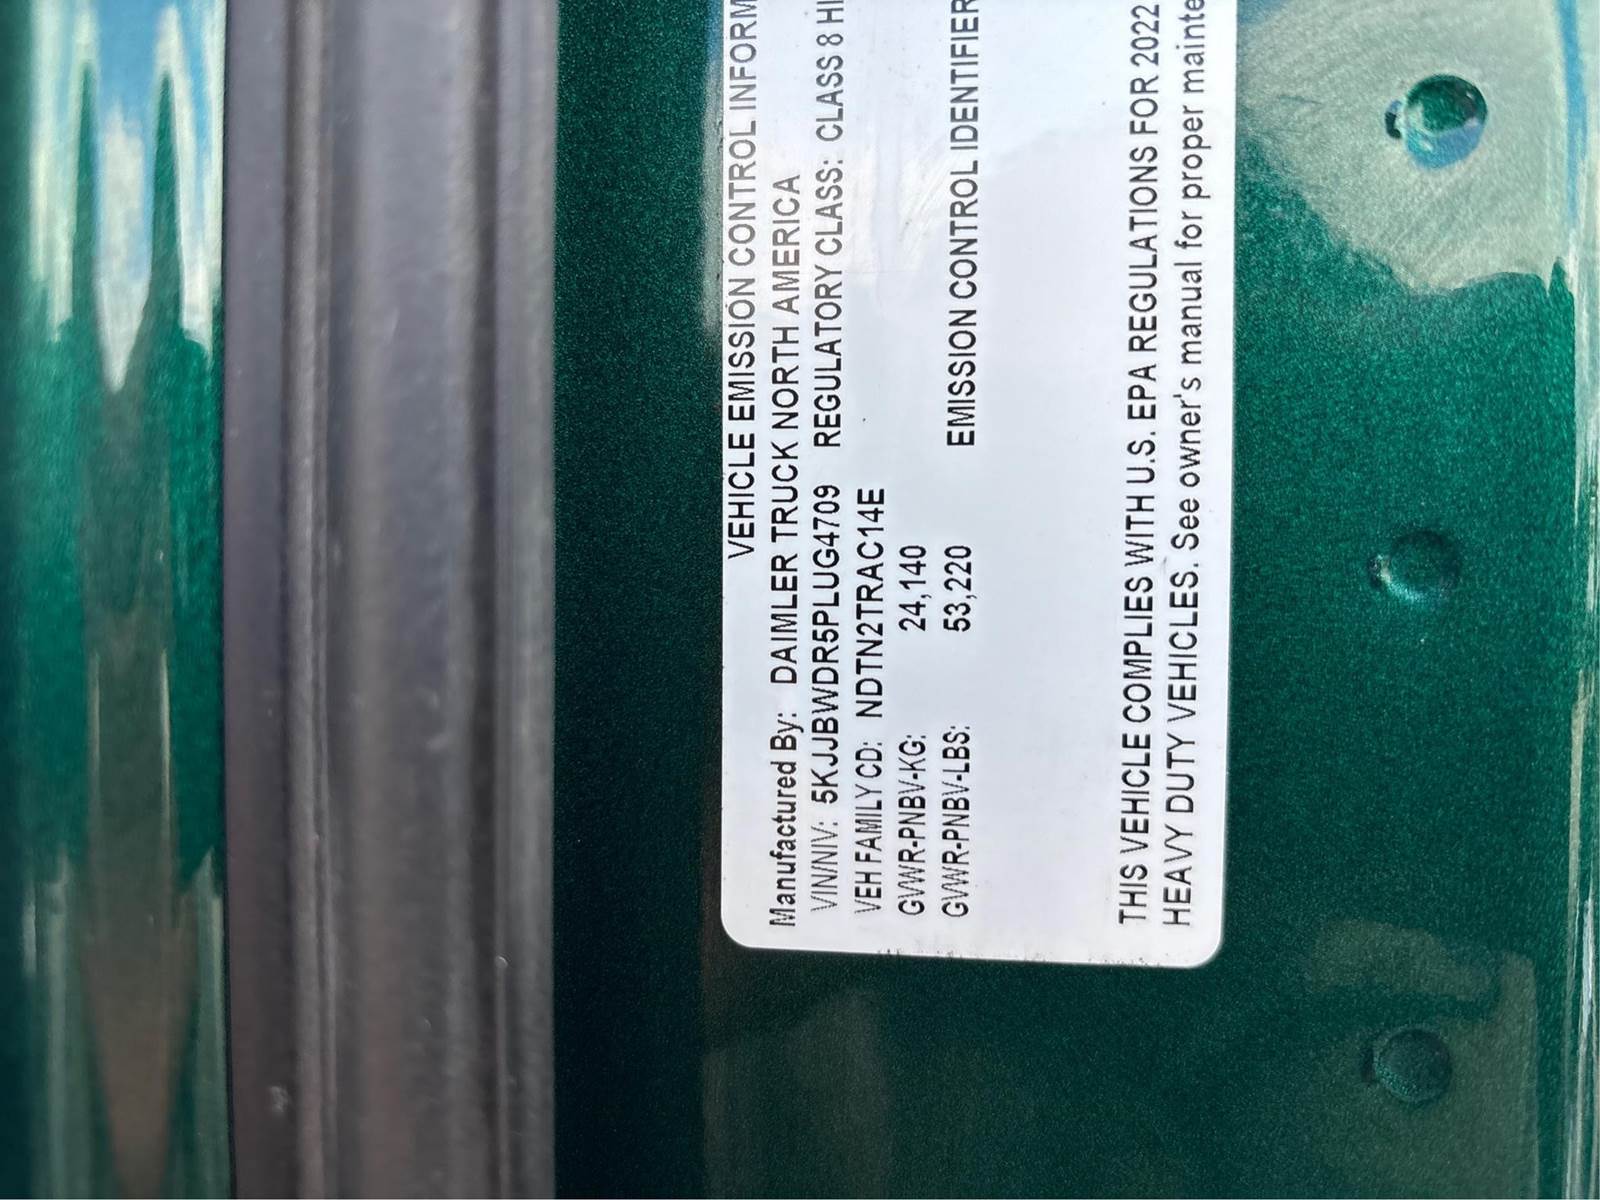 VEHICLE EMISSION CONTROL INFORM
Manufactured By: DAIMLER TRUCK NORTH AMERICA
VIN/NIV: 5KJJBWDR5PLUG4709 REGULATORY CLASS: CLASS 8 HI
VEH FAMILY CD: NDTN2TRAC14E
GVWR-PNBV-KG: 24,140
GVWR-PNBV-LBS: 53,220 EMISSION CONTROL IDENTIFIER
THIS VEHICLE COMPLIES WITH U.S. EPA REGULATIONS FOR 2022
HEAVY DUTY VEHICLES. See owner's manual for proper mainte